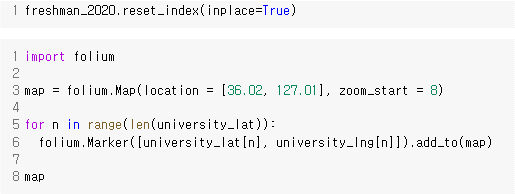 1 freshman_2020.reset_index(inplace=True)
1 import folium
2
3 map = folium.Map(location = [36.02, 127.01], zoom_start = 8)
4
5 for n in range(len(university_lat)):
6   folium.Marker([university_lat[n], university_lng[n]]).add_to(map)
7
8 map